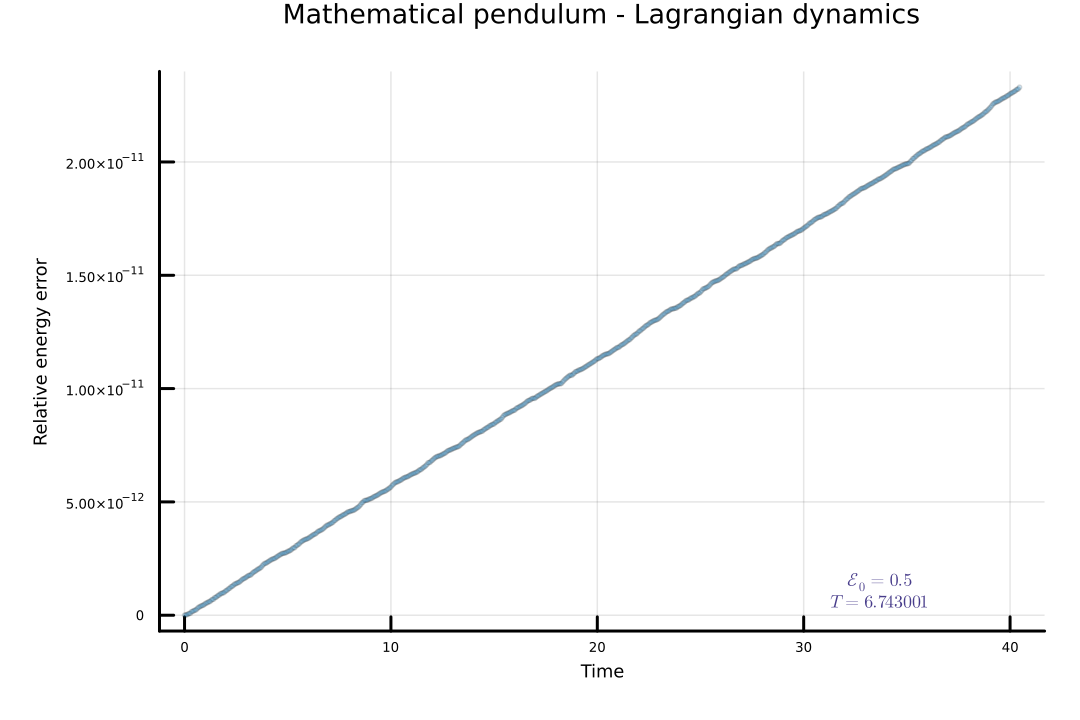 Mathematical pendulum - Lagrangian dynamics
Relative energy error
2.00×10⁻¹¹
1.50×10⁻¹¹
1.00×10⁻¹¹
5.00×10⁻¹²
0
ℰ₀ = 0.5
T = 6.743001
0 10 20 30 40
Time